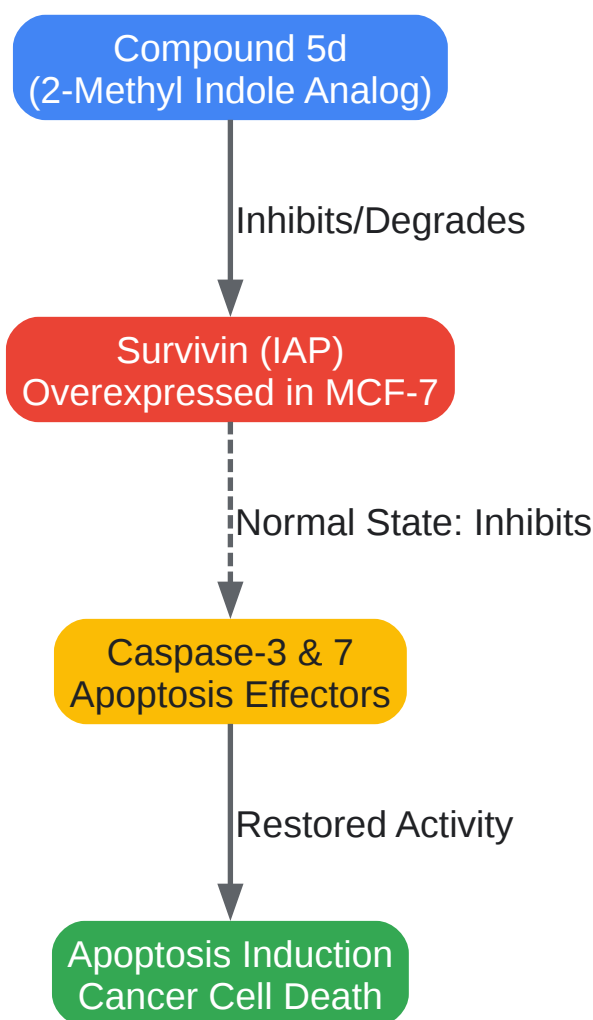 Compound 5d
(2-Methyl Indole Analog)
Inhibits/Degrades
Survivin (IAP)
Overexpressed in MCF-7
Normal State: Inhibits
Caspase-3 & 7
Apoptosis Effectors
Restored Activity
Apoptosis Induction
Cancer Cell Death